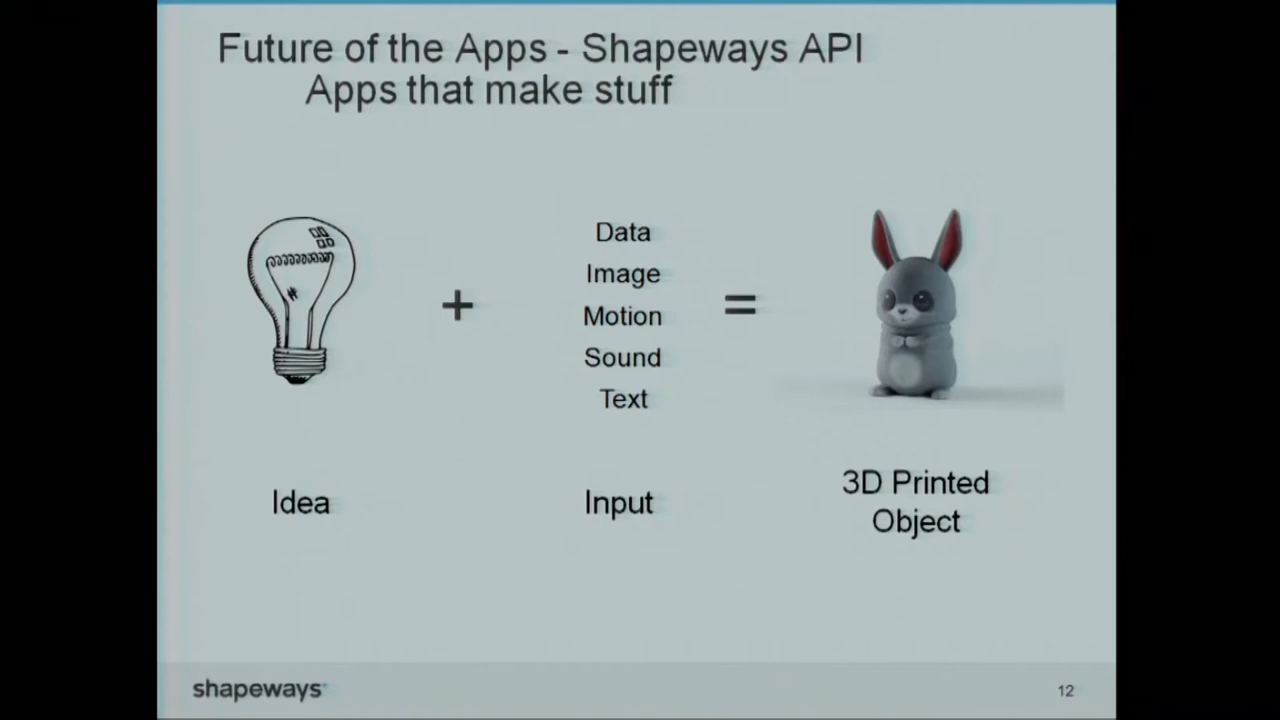 Future of the Apps - Shapeways API
Apps that make stuff
Data
Image
Motion
Sound
Text
+
=
Idea
Input
3D Printed
Object
shapeways
12